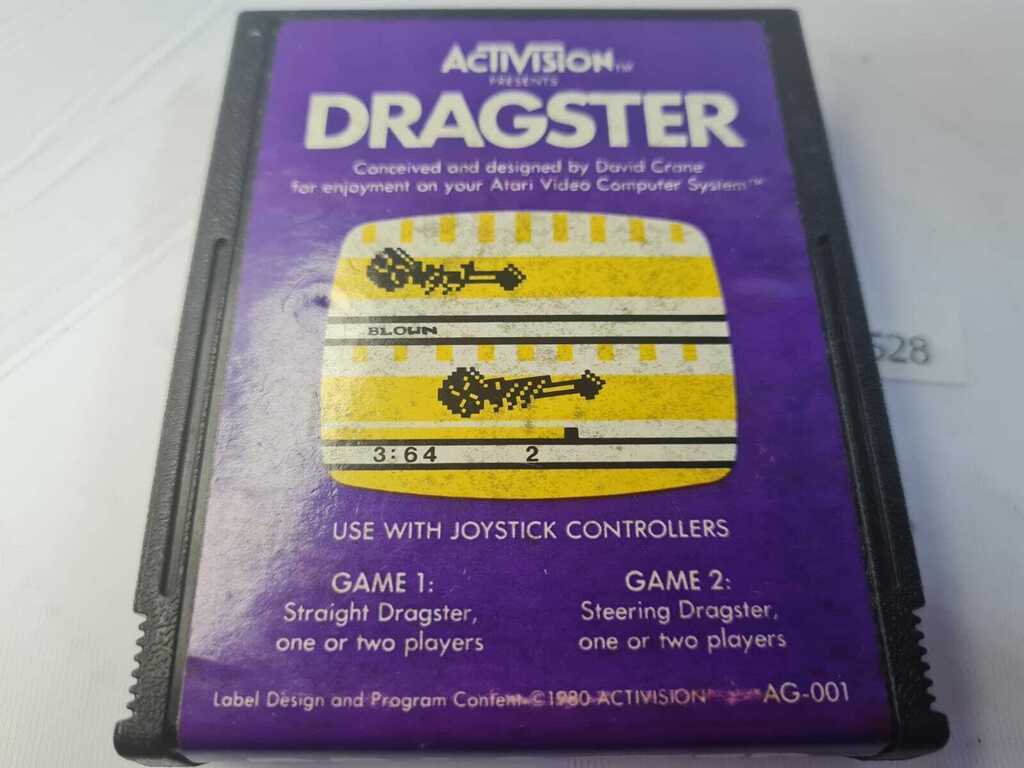 ACTIVISION™
PRESENTS
DRAGSTER
Conceived and designed by David Crane
for enjoyment on your Atari Video Computer System™
BLOWN
3:64 2
528
USE WITH JOYSTICK CONTROLLERS
GAME 1:
Straight Dragster,
one or two players
GAME 2:
Steering Dragster,
one or two players
Label Design and Program Content © 1980 ACTIVISION AG-001